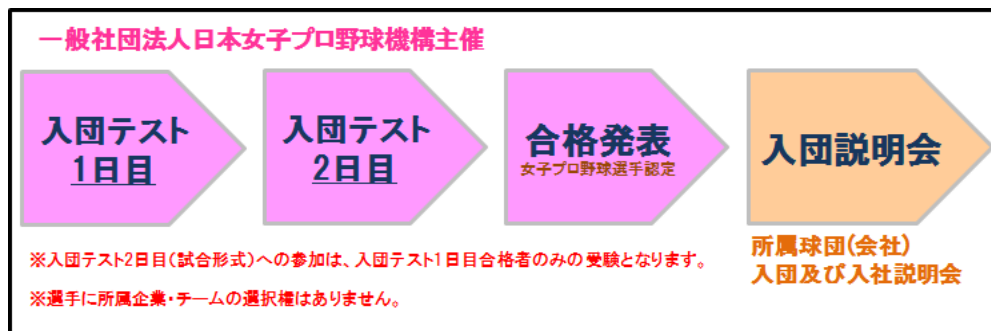 一般社団法人日本女子プロ野球機構主催
入団テスト
1日目
入団テスト
2日目
合格発表
女子プロ野球選手認定
入団説明会
所属球団(会社)
入団及び入社説明会
※入団テスト2日目(試合形式)への参加は、入団テスト1日目合格者のみの受験となります。
※選手に所属企業・チームの選択権はありません。